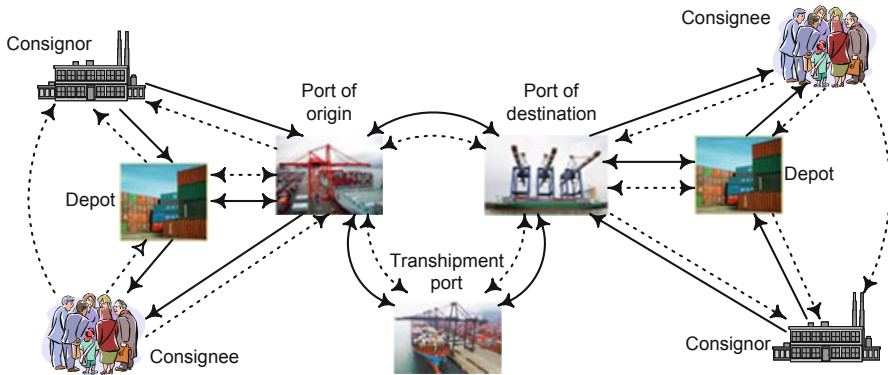 Consignee
Consignor
Port of
origin
Port of
destination
Depot
Depot
Transhipment
port
Consignor
Consignee